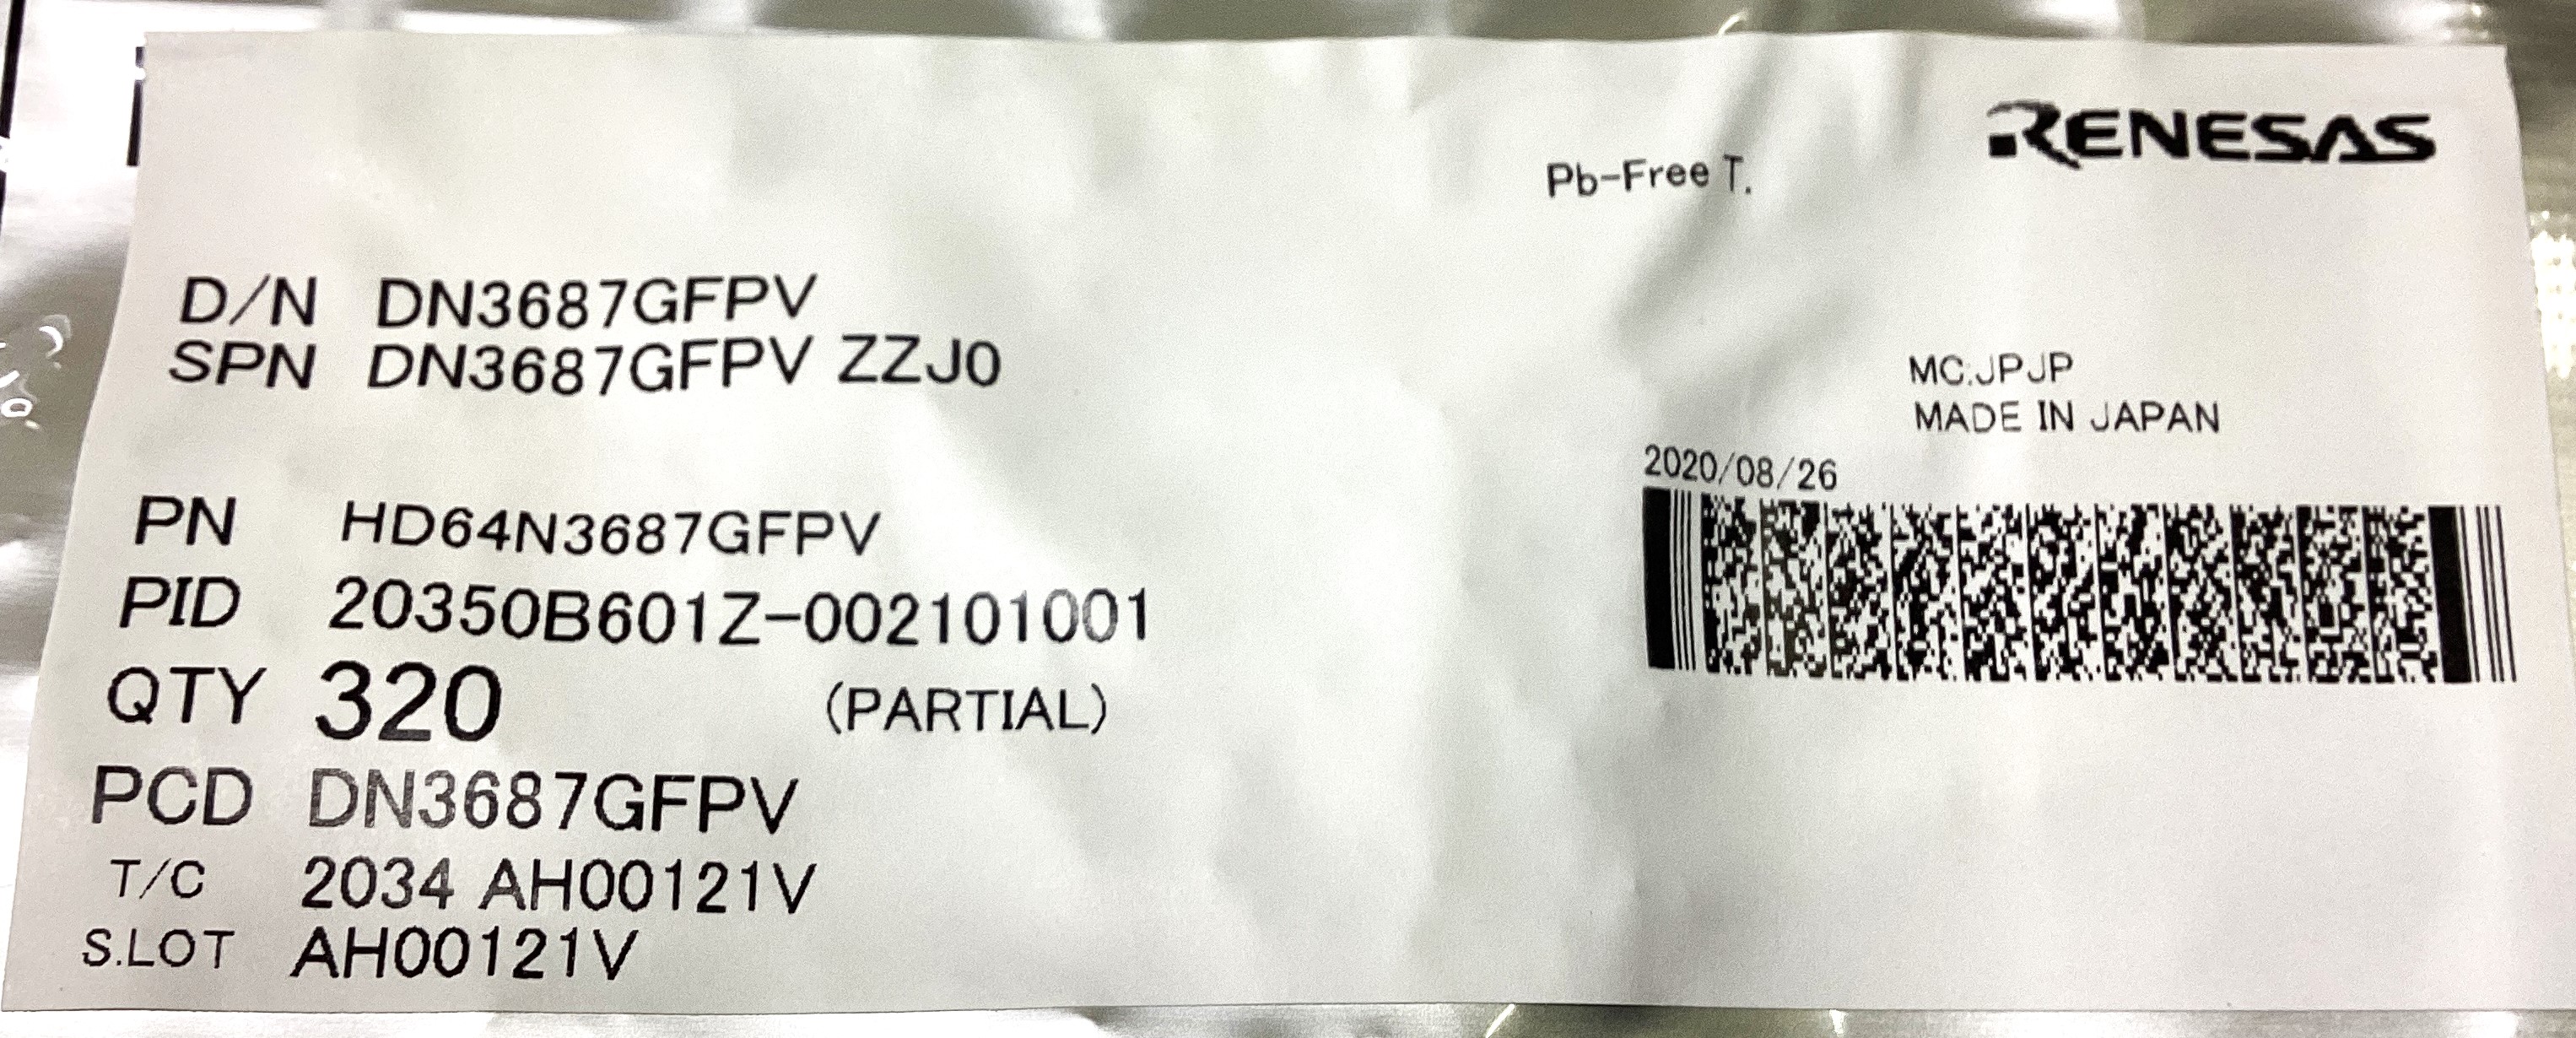 RENESAS
Pb-Free T.
D/N DN3687GFPV
SPN DN3687GFPV ZZJ0
MC:JPJP
MADE IN JAPAN
2020/08/26
PN HD64N3687GFPV
PID 20350B601Z-002101001
QTY 320 (PARTIAL)
PCD DN3687GFPV
T/C 2034 AH00121V
S.LOT AH00121V